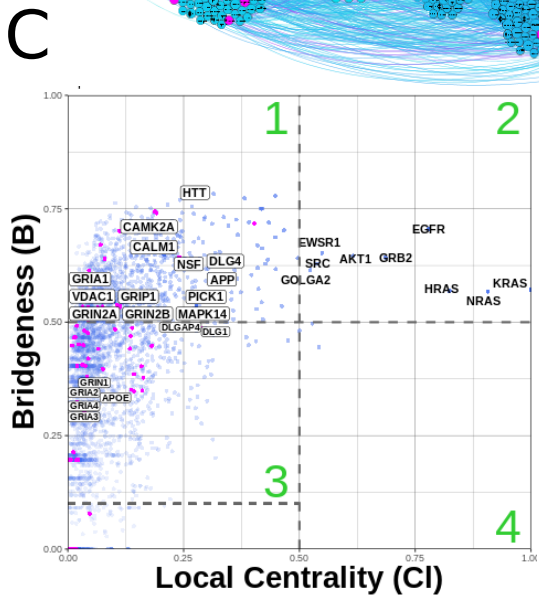 C
1.00
1
2
0.75
HTT
CAMK2A
EGFR
CALM1
EWSR1
NSF
DLG4
SRC
AKT1
GRB2
GRIA1
APP
GOLGA2
VDAC1
GRIP1
PICK1
HRAS
KRAS
NRAS
GRIN2A
GRIN2B
MAPK14
0.50
DLGAP4
DLG1
GRIN1
GRIA2
APOE
GRIA4
GRIA3
0.25
3
4
0.00
0.00
0.25
0.50
0.75
1.00
Bridgeness (B)
Local Centrality (Cl)